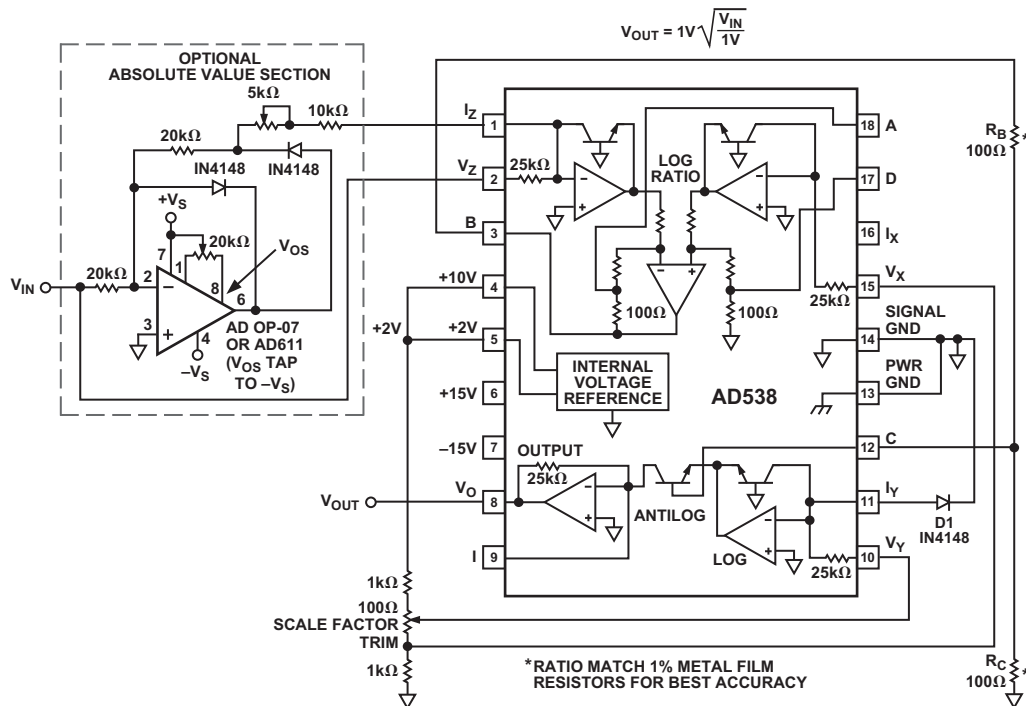 V_OUT = 1V √(V_IN / 1V)
OPTIONAL
ABSOLUTE VALUE SECTION
5kΩ
10kΩ
20kΩ
IN4148
IN4148
+V_S
7
20kΩ
V_OS
1
8
20kΩ
V_IN
2
−
6
3
+
4
AD OP-07
OR AD611
(V_OS TAP
TO –V_S)
–V_S
I_Z
1
V_Z
2
25kΩ
B
3
+10V
4
+2V
+2V
5
+15V
6
–15V
7
V_OUT
V_O
8
I
9
−
+
LOG
RATIO
−
+
−
+
100Ω
100Ω
INTERNAL
VOLTAGE
REFERENCE
AD538
OUTPUT
25kΩ
−
+
ANTILOG
LOG
−
+
25kΩ
25kΩ
18
A
17
D
16
I_X
15
V_X
14
SIGNAL
GND
13
PWR
GND
12
C
11
I_Y
10
V_Y
D1
IN4148
R_B
100Ω
*
R_C
100Ω
*
1kΩ
100Ω
SCALE FACTOR
TRIM
1kΩ
*RATIO MATCH 1% METAL FILM
RESISTORS FOR BEST ACCURACY